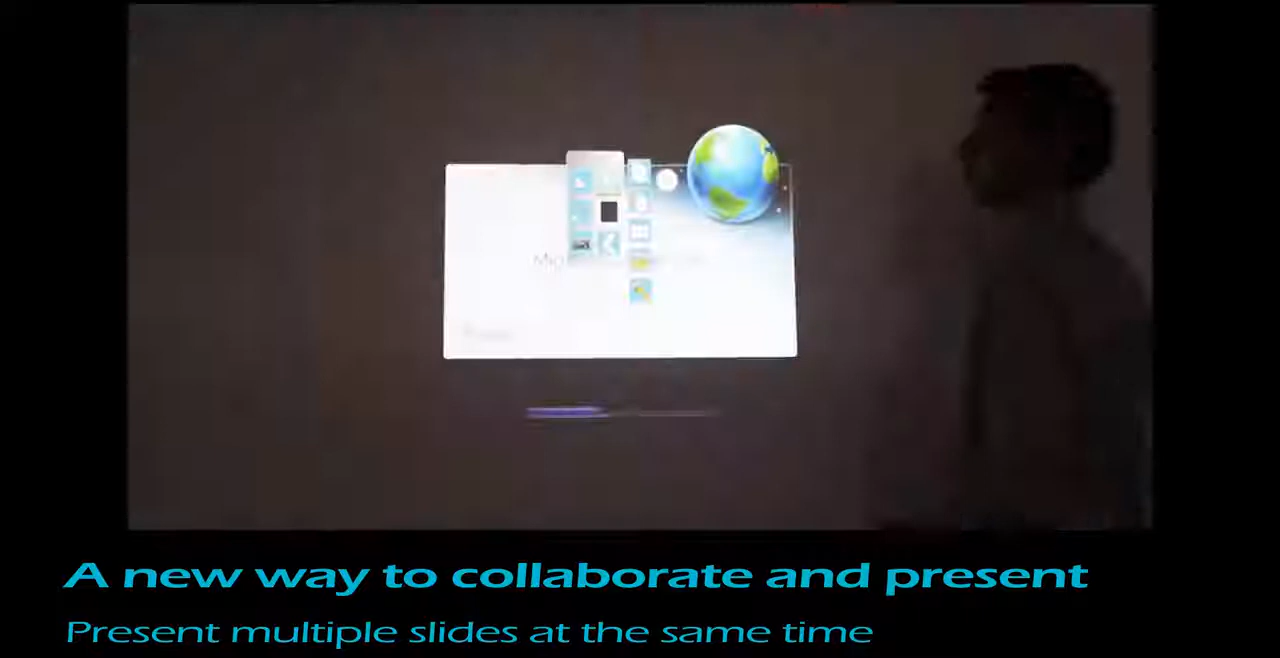 A new way to collaborate and present
Present multiple slides at the same time